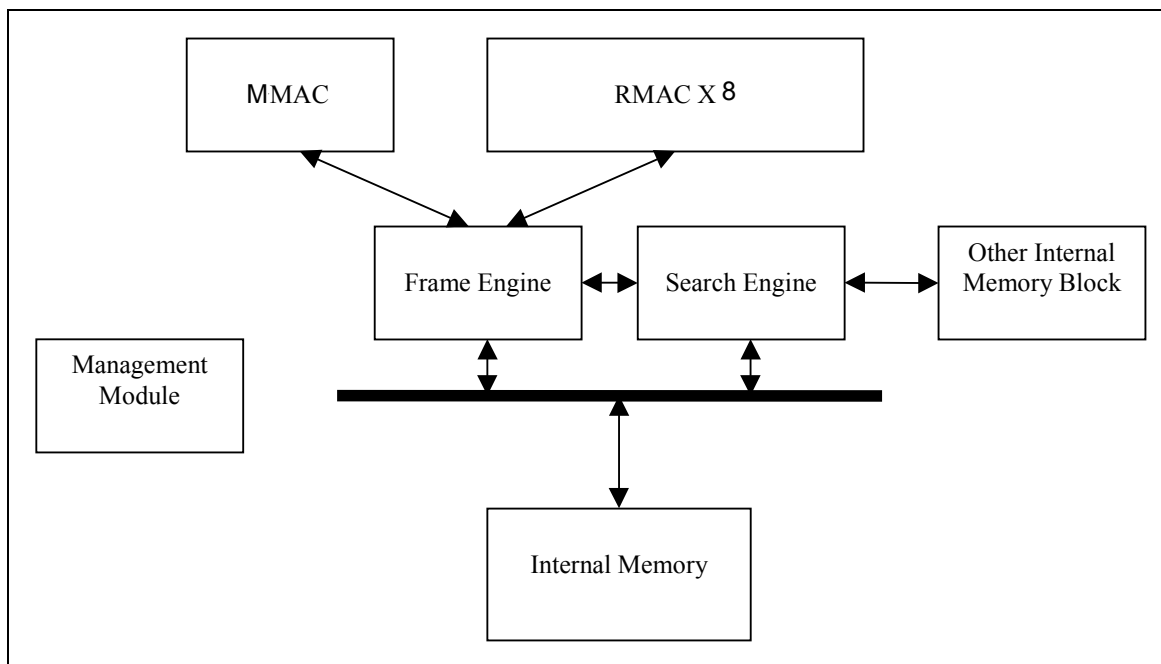 MMAC
RMAC X 8
Frame Engine
Search Engine
Other Internal
Memory Block
Management
Module
Internal Memory